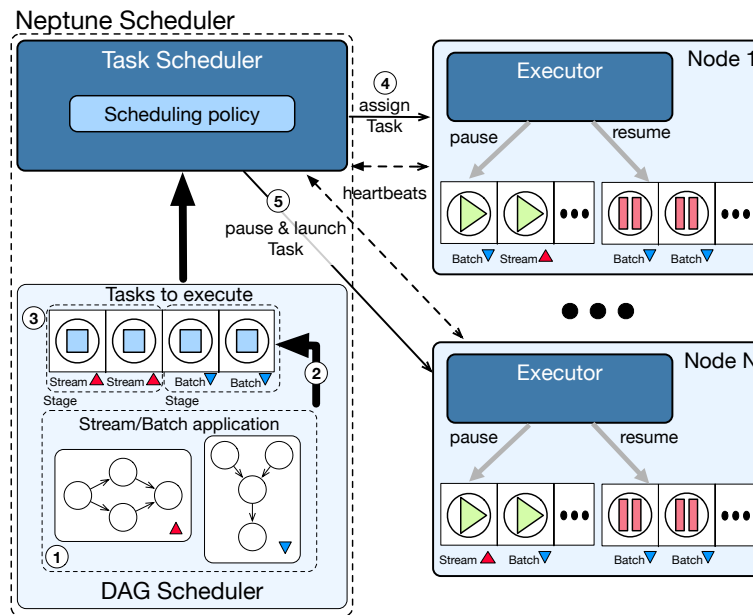 Neptune Scheduler
Task Scheduler
Scheduling policy
4
assign
Task
heartbeats
5
pause & launch
Task
Tasks to execute
3
Stream Stream Batch Batch
Stage Stage
2
Stream/Batch application
1
DAG Scheduler
Node 1
Executor
pause resume
Batch Stream Batch Batch
Node N
Executor
pause resume
Stream Batch Batch Batch